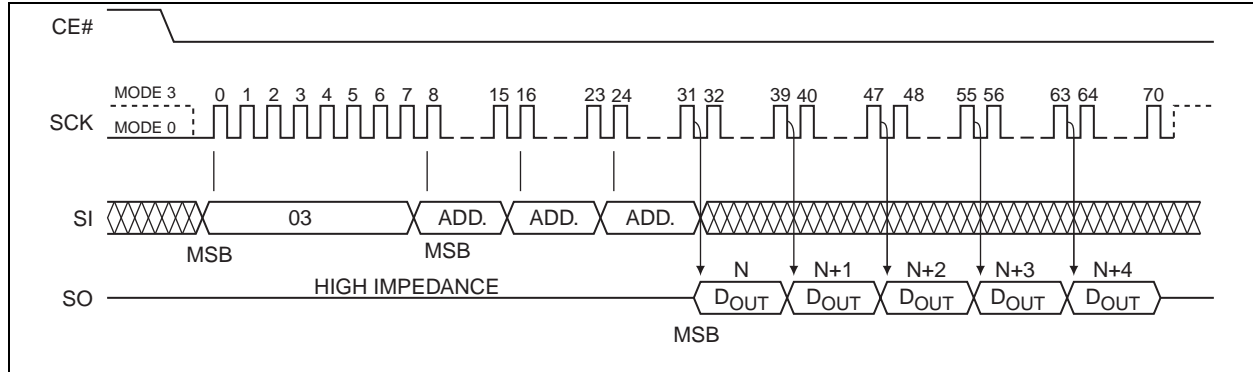 CE#
MODE 3
0 1 2 3 4 5 6 7 8 15 16 23 24 31 32 39 40 47 48 55 56 63 64 70
SCK
MODE 0
SI 03 ADD. ADD. ADD.
MSB MSB
N N+1 N+2 N+3 N+4
HIGH IMPEDANCE
SO DOUT DOUT DOUT DOUT DOUT
MSB